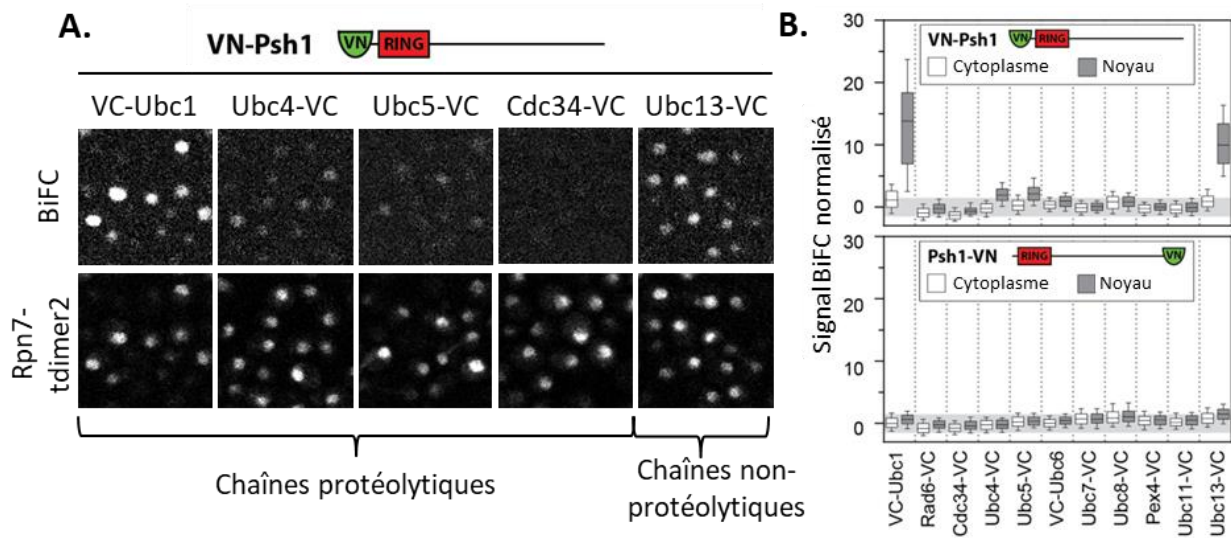 A.
VN-Psh1 VN RING
VC-Ubc1 Ubc4-VC Ubc5-VC Cdc34-VC Ubc13-VC
BiFC
Rpn7-
tdimer2
Chaînes protéolytiques
Chaînes non-
protéolytiques
B.
Signal BiFC normalisé
30
20
10
0
VN-Psh1 VN RING
Cytoplasme Noyau
30
20
10
0
Psh1-VN RING VN
Cytoplasme Noyau
VC-Ubc1
Rad6-VC
Cdc34-VC
Ubc4-VC
Ubc5-VC
VC-Ubc6
Ubc7-VC
Ubc8-VC
Pex4-VC
Ubc11-VC
Ubc13-VC